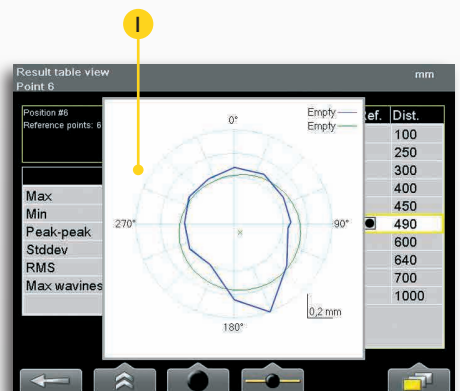 I
Result table view mm
Point 6
Position #6
Reference points: 6
Max
Min
Peak-peak
Stddev
RMS
Max wavines
Empty
Empty
0°
90°
180°
270°
0,2 mm
ef. Dist.
100
250
300
400
450
490
600
640
700
1000